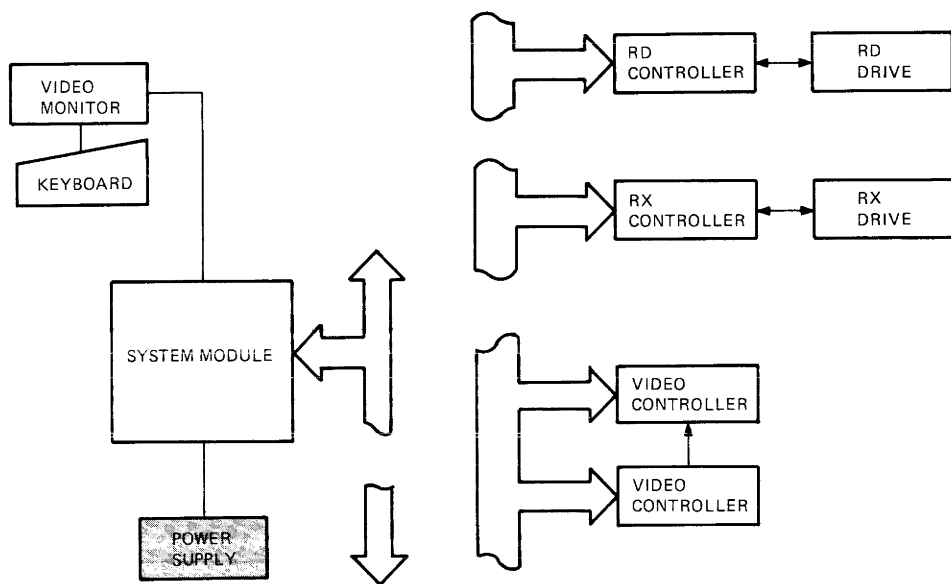 VIDEO
MONITOR
KEYBOARD
SYSTEM MODULE
POWER
SUPPLY
RD
CONTROLLER
RD
DRIVE
RX
CONTROLLER
RX
DRIVE
VIDEO
CONTROLLER
VIDEO
CONTROLLER